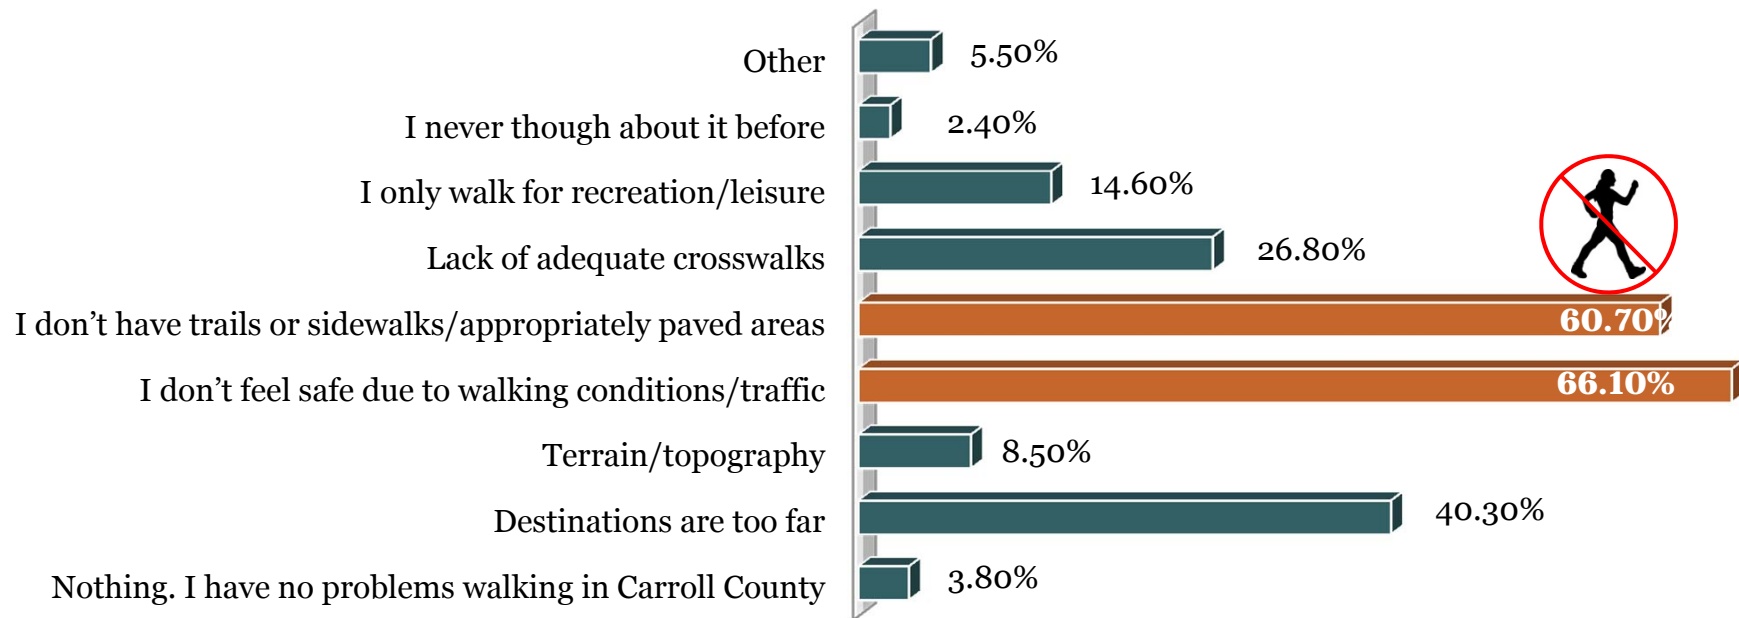 Other 5.50%
I never though about it before 2.40%
I only walk for recreation/leisure 14.60%
Lack of adequate crosswalks 26.80%
I don’t have trails or sidewalks/appropriately paved areas 60.70%
I don’t feel safe due to walking conditions/traffic 66.10%
Terrain/topography 8.50%
Destinations are too far 40.30%
Nothing. I have no problems walking in Carroll County 3.80%